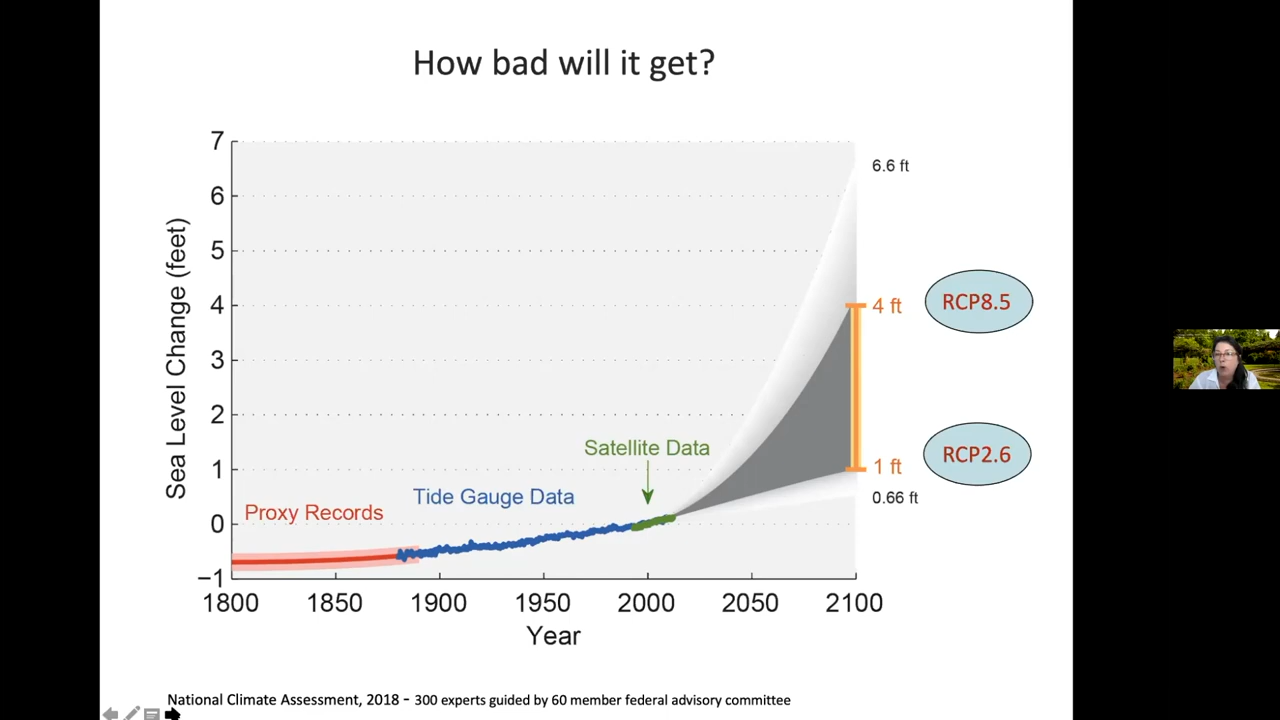 How bad will it get?
7
6.6 ft
6
5
4
4 ft
RCP8.5
3
2
Satellite Data
1
1 ft
RCP2.6
Tide Gauge Data
0.66 ft
Proxy Records
0
−1
Sea Level Change (feet)
1800 1850 1900 1950 2000 2050 2100
Year
National Climate Assessment, 2018 – 300 experts guided by 60 member federal advisory committee